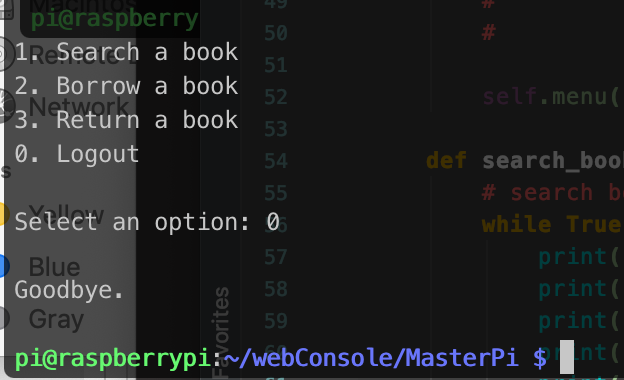 Macintos
pi@raspberry
1. Search a book
2. Borrow a book
3. Return a book
0. Logout
Select an option: 0
Goodbye.
pi@raspberrypi:~/webConsole/MasterPi $
Remote
Network
s
Yellow
Blue
Gray
Favorites
49 #
50 #
51
52 self.menu(
53
54 def search_boo
55 # search b
56 while True
57 print(
58 print(
59 print(
60 print(
61